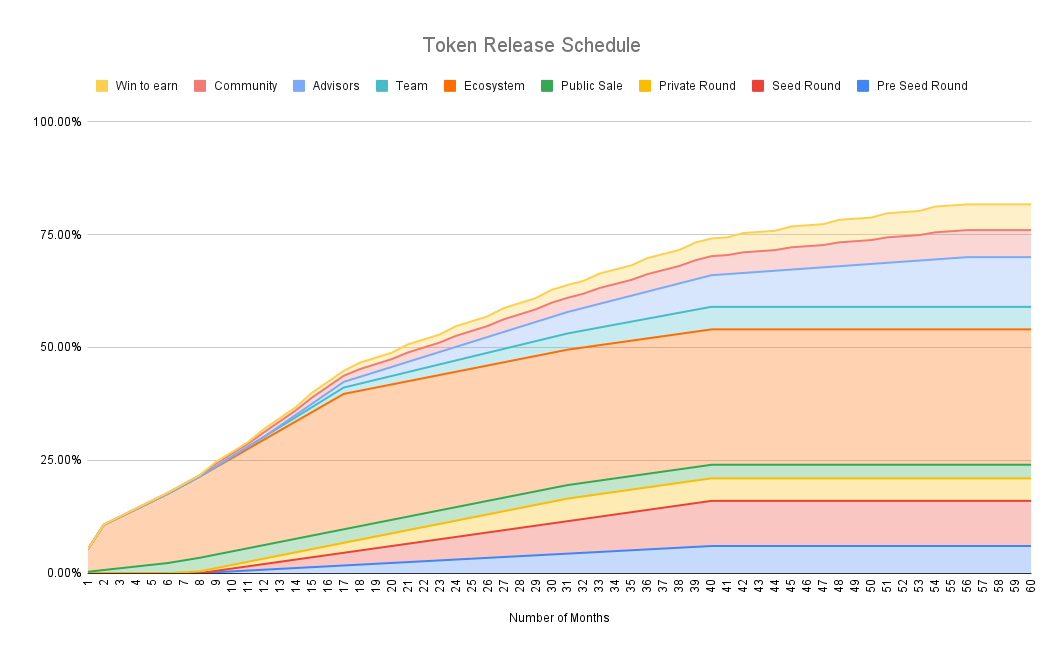 Token Release Schedule
Win to earn Community Advisors Team Ecosystem Public Sale Private Round Seed Round Pre Seed Round
100.00%
75.00%
50.00%
25.00%
0.00%
1 2 3 4 5 6 7 8 9 10 11 12 13 14 15 16 17 18 19 20 21 22 23 24 25 26 27 28 29 30 31 32 33 34 35 36 37 38 39 40 41 42 43 44 45 46 47 48 49 50 51 52 53 54 55 56 57 58 59 60
Number of Months